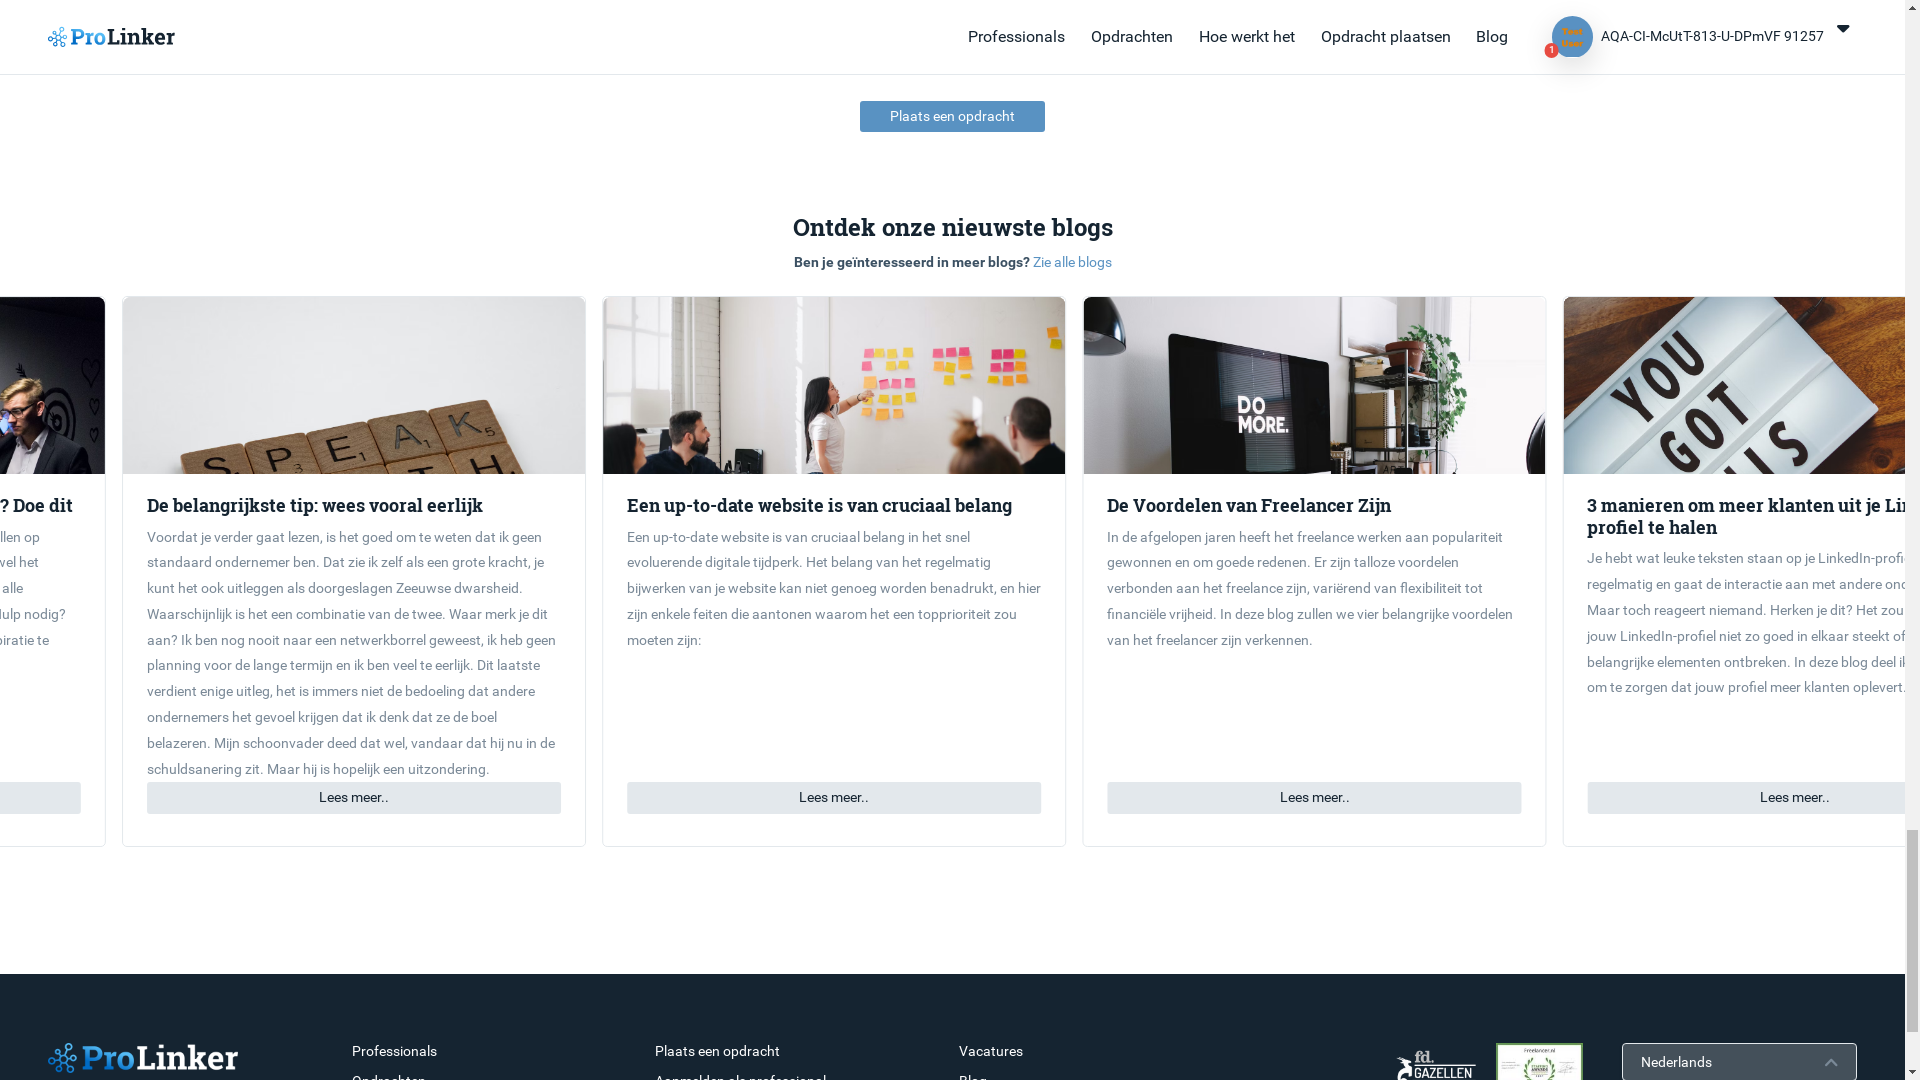 ProLinker
Professionals
Opdrachten
Hoe werkt het
Opdracht plaatsen
Blog
1
AQA-CI-McUtT-813-U-DPmVF 91257
Plaats een opdracht
Ontdek onze nieuwste blogs
Ben je geïnteresseerd in meer blogs? Zie alle blogs
? Doe dit
llen op
vel het
alle
Hulp nodig?
iratie te
SPEAK
TH
De belangrijkste tip: wees vooral eerlijk
Voordat je verder gaat lezen, is het goed om te weten dat ik geen
standaard ondernemer ben. Dat zie ik zelf als een grote kracht, je
kunt het ook uitleggen als doorgeslagen Zeeuwse dwarsheid.
Waarschijnlijk is het een combinatie van de twee. Waar merk je dit
aan? Ik ben nog nooit naar een netwerkborrel geweest, ik heb geen
planning voor de lange termijn en ik ben veel te eerlijk. Dit laatste
verdient enige uitleg, het is immers niet de bedoeling dat andere
ondernemers het gevoel krijgen dat ik denk dat ze de boel
belazeren. Mijn schoonvader deed dat wel, vandaar dat hij nu in de
schuldsanering zit. Maar hij is hopelijk een uitzondering.
Lees meer..
Een up-to-date website is van cruciaal belang
Een up-to-date website is van cruciaal belang in het snel
evoluerende digitale tijdperk. Het belang van het regelmatig
bijwerken van je website kan niet genoeg worden benadrukt, en hier
zijn enkele feiten die aantonen waarom het een topprioriteit zou
moeten zijn:
Lees meer..
DO
MORE.
De Voordelen van Freelancer Zijn
In de afgelopen jaren heeft het freelance werken aan populariteit
gewonnen en om goede redenen. Er zijn talloze voordelen
verbonden aan het freelance zijn, variërend van flexibiliteit tot
financiële vrijheid. In deze blog zullen we vier belangrijke voordelen
van het freelancer zijn verkennen.
Lees meer..
YOU
GOT
3 manieren om meer klanten uit je Lin
profiel te halen
Je hebt wat leuke teksten staan op je LinkedIn-profi
regelmatig en gaat de interactie aan met andere ond
Maar toch reageert niemand. Herken je dit? Het zou
jouw LinkedIn-profiel niet zo goed in elkaar steekt of
belangrijke elementen ontbreken. In deze blog deel ik
om te zorgen dat jouw profiel meer klanten oplevert.
Lees meer..
ProLinker
Professionals
Opdrachten
Plaats een opdracht
Aanmelden als professional
Vacatures
Blog
fd.
GAZELLEN
Freelancer.nl
Nederlands